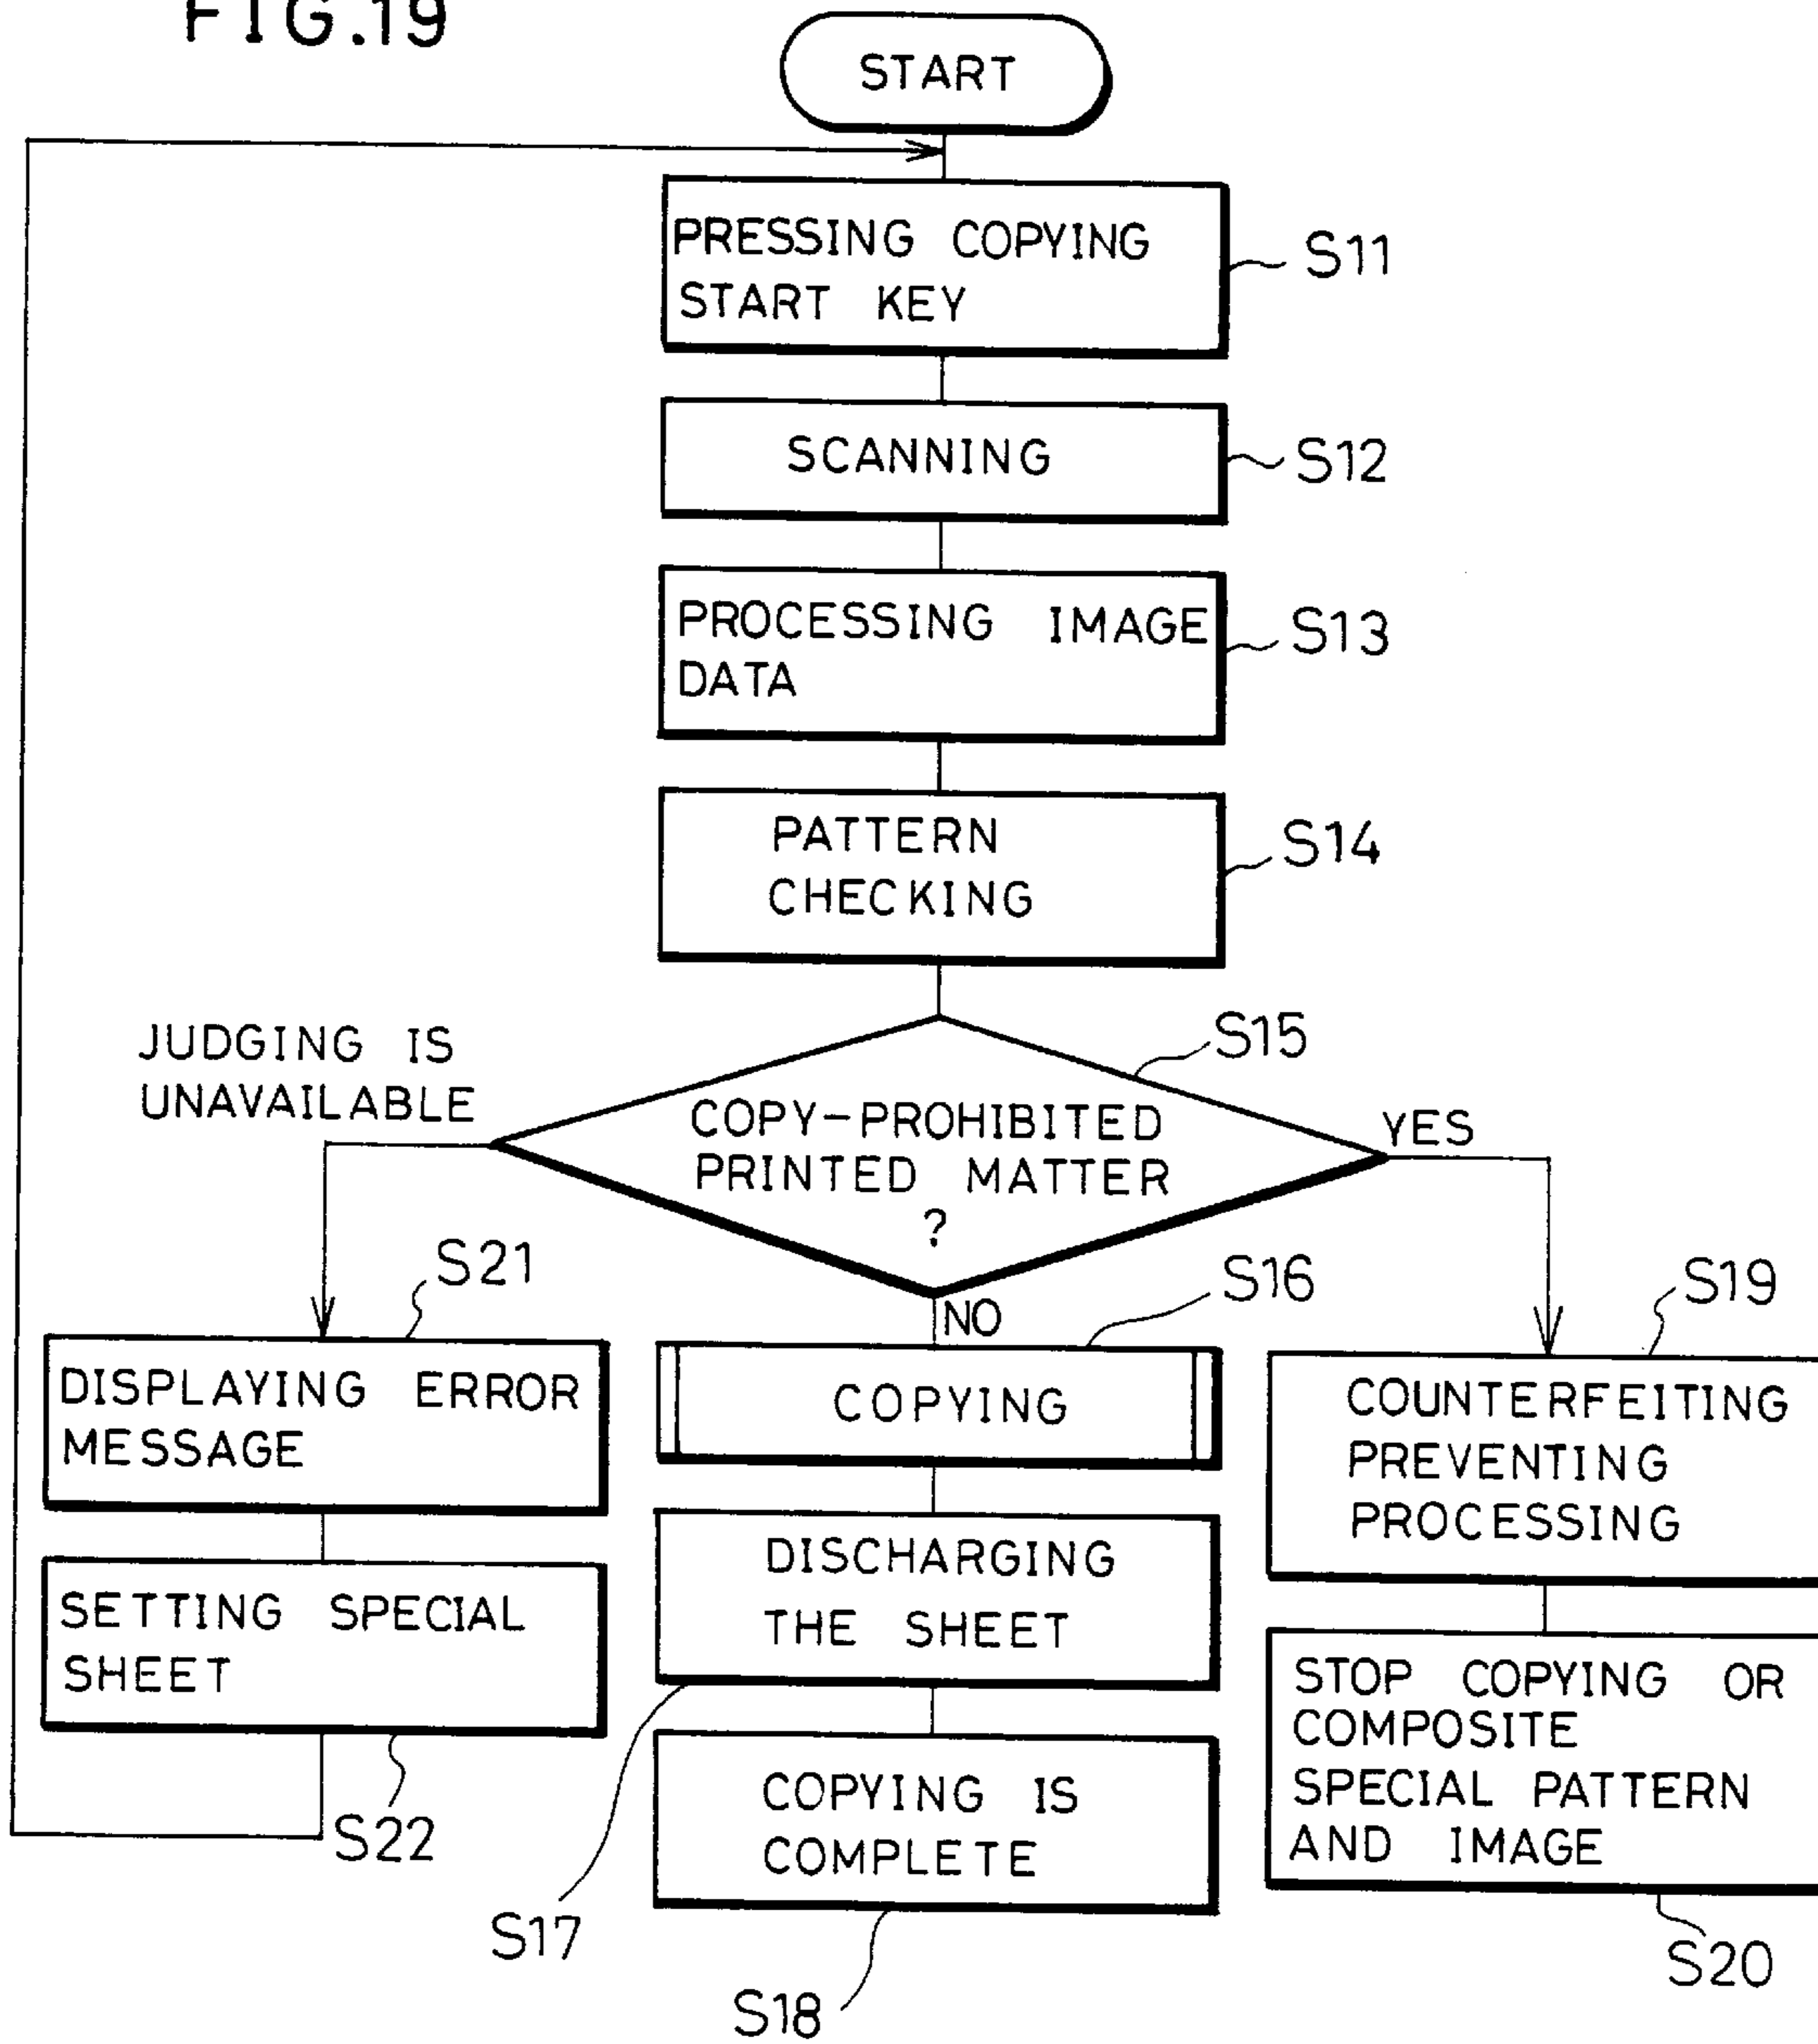 FIG.19
START
PRESSING COPYING
START KEY
S11
SCANNING
S12
PROCESSING IMAGE
DATA
S13
PATTERN
CHECKING
S14
S15
JUDGING IS
UNAVAILABLE
COPY-PROHIBITED
PRINTED MATTER
?
YES
NO
S21
DISPLAYING ERROR
MESSAGE
SETTING SPECIAL
SHEET
S22
S16
COPYING
DISCHARGING
THE SHEET
S17
COPYING IS
COMPLETE
S18
S19
COUNTERFEITING
PREVENTING
PROCESSING
STOP COPYING OR
COMPOSITE
SPECIAL PATTERN
AND IMAGE
S20